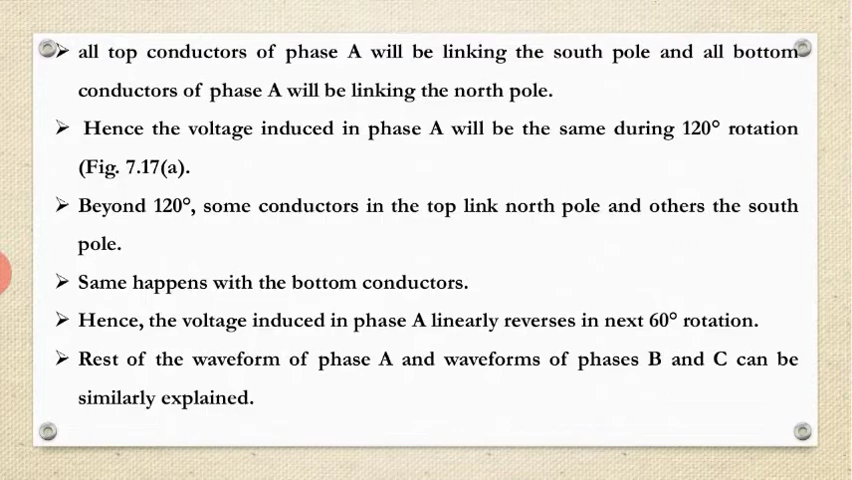 ➢ all top conductors of phase A will be linking the south pole and all bottom
conductors of phase A will be linking the north pole.
➢ Hence the voltage induced in phase A will be the same during 120° rotation
(Fig. 7.17(a).
➢ Beyond 120°, some conductors in the top link north pole and others the south
pole.
➢ Same happens with the bottom conductors.
➢ Hence, the voltage induced in phase A linearly reverses in next 60° rotation.
➢ Rest of the waveform of phase A and waveforms of phases B and C can be
similarly explained.